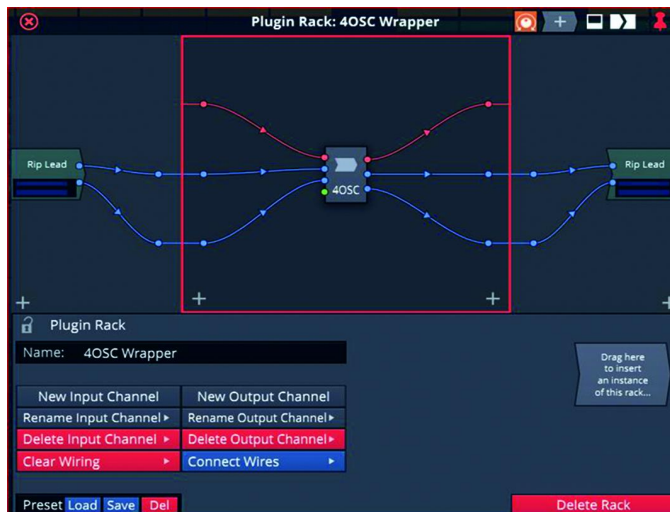 Plugin Rack: 4OSC Wrapper
Rip Lead
4OSC
Rip Lead
Plugin Rack
Name: 4OSC Wrapper
New Input Channel
New Output Channel
Rename Input Channel
Rename Output Channel
Delete Input Channel
Delete Output Channel
Clear Wiring
Connect Wires
Drag here
to insert
an instance
of this rack...
Preset Load Save Del
Delete Rack